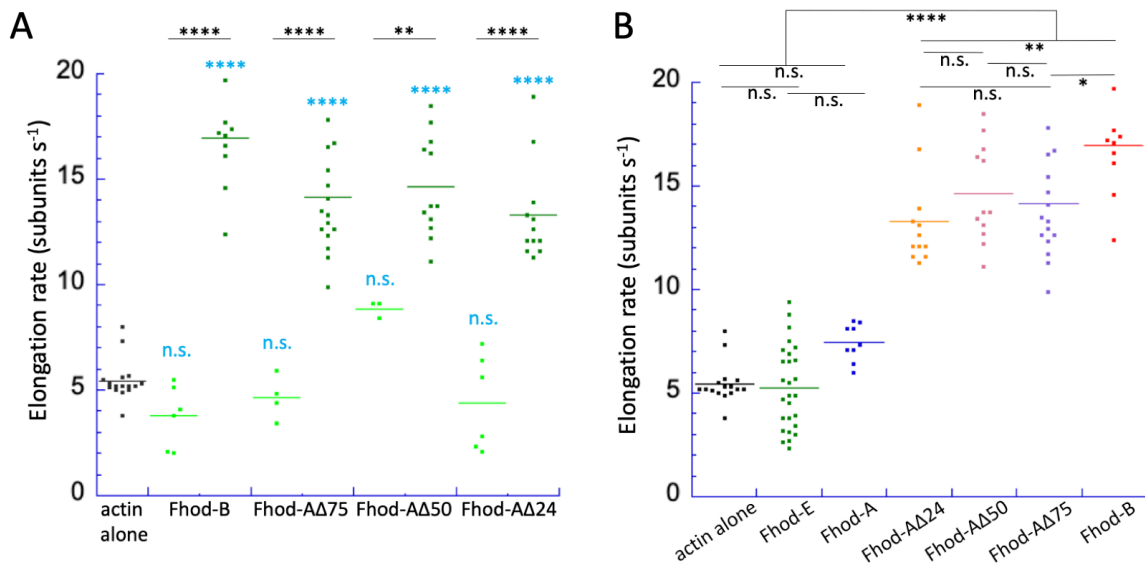 A
**** **** ** ****
**** **** **** ****
n.s. n.s. n.s. n.s.
Elongation rate (subunits s⁻¹)
20
15
10
5
0
actin alone
Fhod-B
Fhod-AΔ75
Fhod-AΔ50
Fhod-AΔ24
B
****
**
n.s.
n.s. n.s. *
n.s. n.s. n.s.
Elongation rate (subunits s⁻¹)
20
15
10
5
0
actin alone
Fhod-E
Fhod-A
Fhod-AΔ24
Fhod-AΔ50
Fhod-AΔ75
Fhod-B